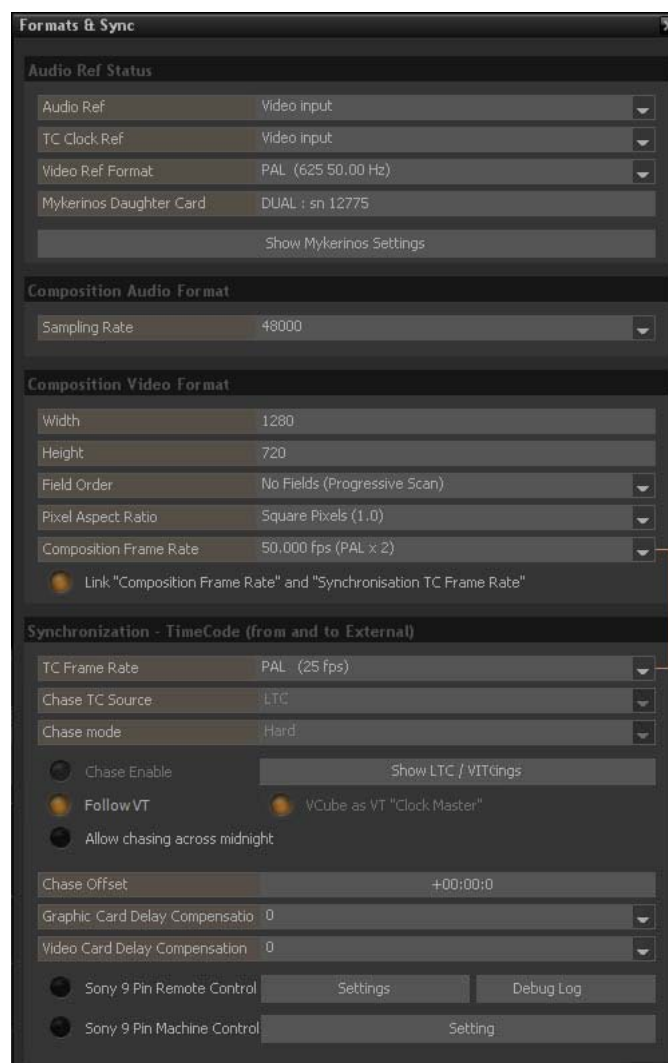 Formats & Sync
Audio Ref Status
Audio Ref Video input
TC Clock Ref Video input
Video Ref Format PAL (625 50.00 Hz)
Mykerinos Daughter Card DUAL : sn 12775
Show Mykerinos Settings
Composition Audio Format
Sampling Rate 48000
Composition Video Format
Width 1280
Height 720
Field Order No Fields (Progressive Scan)
Pixel Aspect Ratio Square Pixels (1.0)
Composition Frame Rate 50.000 fps (PAL x 2)
Link "Composition Frame Rate" and "Synchronisation TC Frame Rate"
Synchronization - TimeCode (from and to External)
TC Frame Rate PAL (25 fps)
Chase TC Source LTC
Chase mode Hard
Chase Enable Show LTC / VITCings
Follow VT VCube as VT "Clock Master"
Allow chasing across midnight
Chase Offset +00:00:0
Graphic Card Delay Compensatio 0
Video Card Delay Compensation 0
Sony 9 Pin Remote Control Settings Debug Log
Sony 9 Pin Machine Control Setting